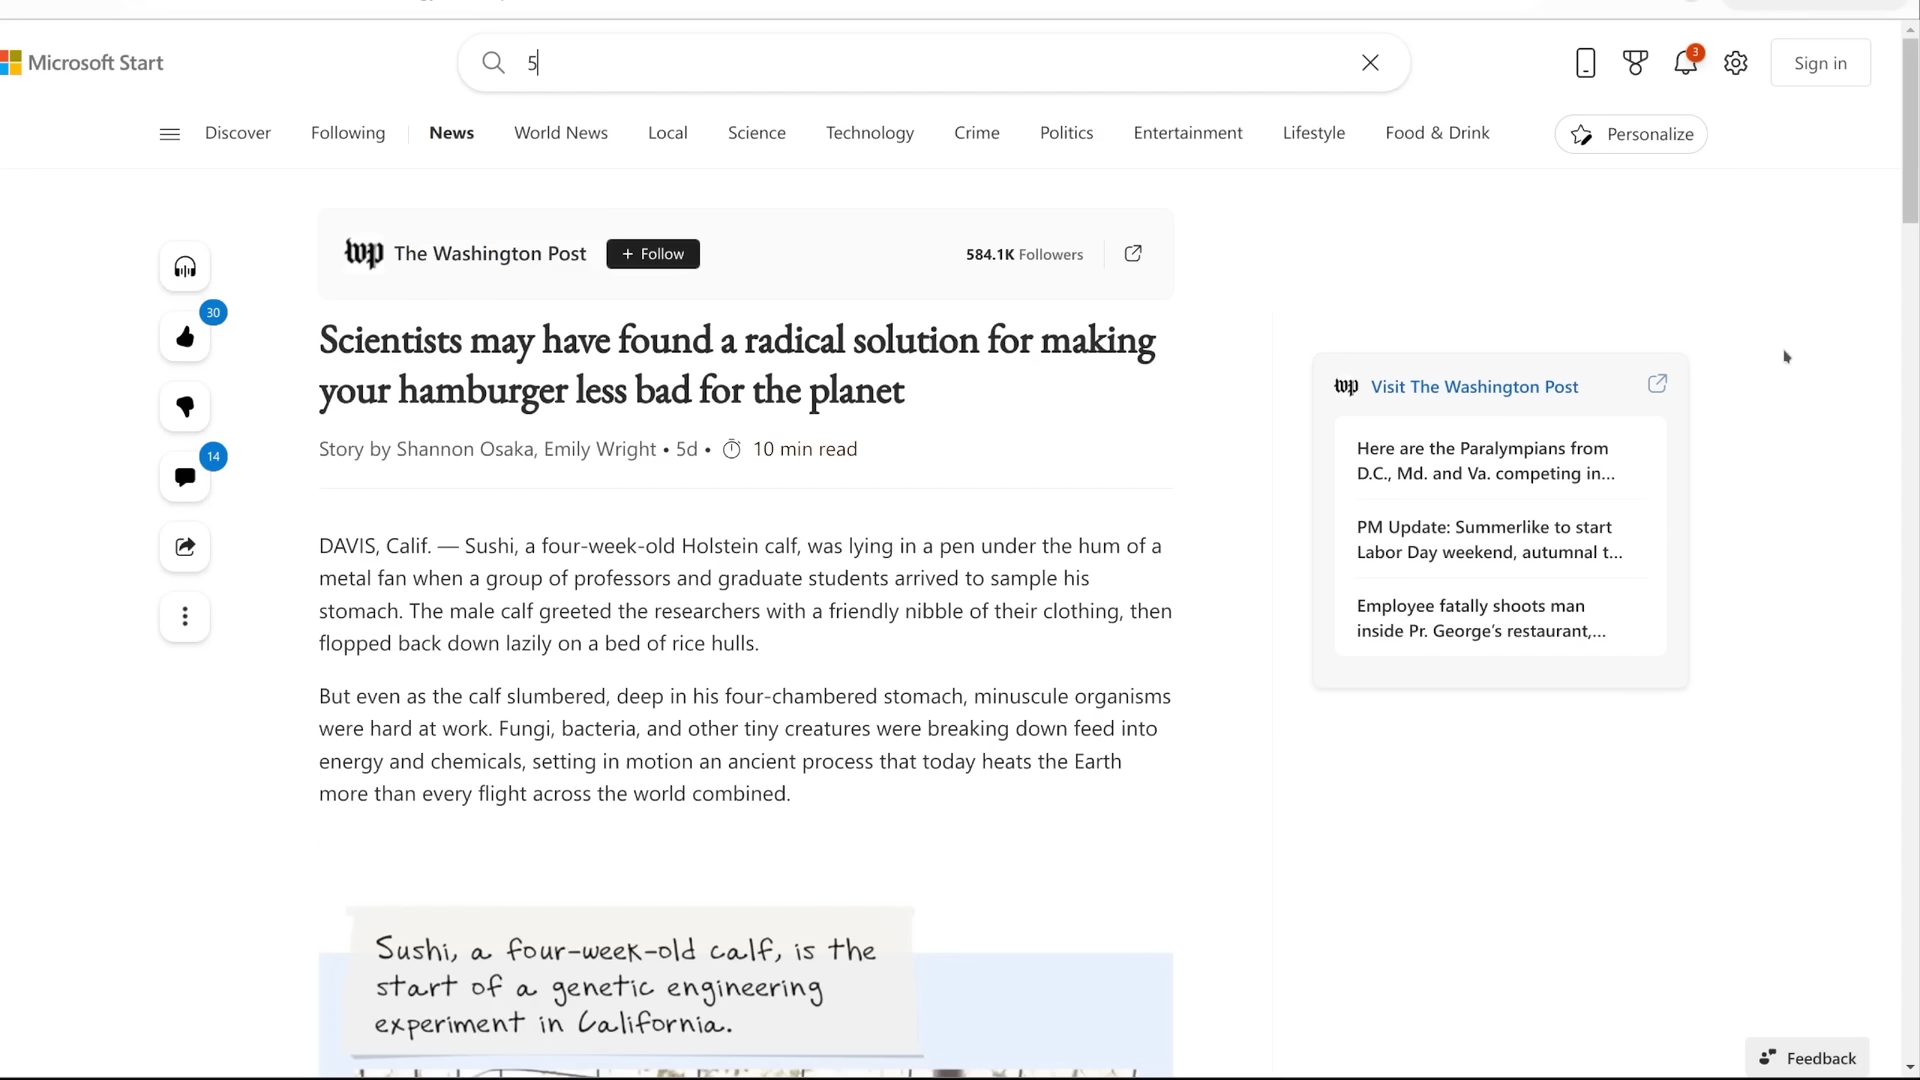 Microsoft Start
5
3
Sign in
Discover
Following
News
World News
Local
Science
Technology
Crime
Politics
Entertainment
Lifestyle
Food & Drink
Personalize
wp The Washington Post
+ Follow
584.1K Followers
30
14
Scientists may have found a radical solution for making
your hamburger less bad for the planet
Story by Shannon Osaka, Emily Wright • 5d • 10 min read
DAVIS, Calif. — Sushi, a four-week-old Holstein calf, was lying in a pen under the hum of a
metal fan when a group of professors and graduate students arrived to sample his
stomach. The male calf greeted the researchers with a friendly nibble of their clothing, then
flopped back down lazily on a bed of rice hulls.
But even as the calf slumbered, deep in his four-chambered stomach, minuscule organisms
were hard at work. Fungi, bacteria, and other tiny creatures were breaking down feed into
energy and chemicals, setting in motion an ancient process that today heats the Earth
more than every flight across the world combined.
Sushi, a four-week-old calf, is the
start of a genetic engineering
experiment in California.
wp Visit The Washington Post
Here are the Paralympians from
D.C., Md. and Va. competing in...
PM Update: Summerlike to start
Labor Day weekend, autumnal t...
Employee fatally shoots man
inside Pr. George’s restaurant,...
Feedback